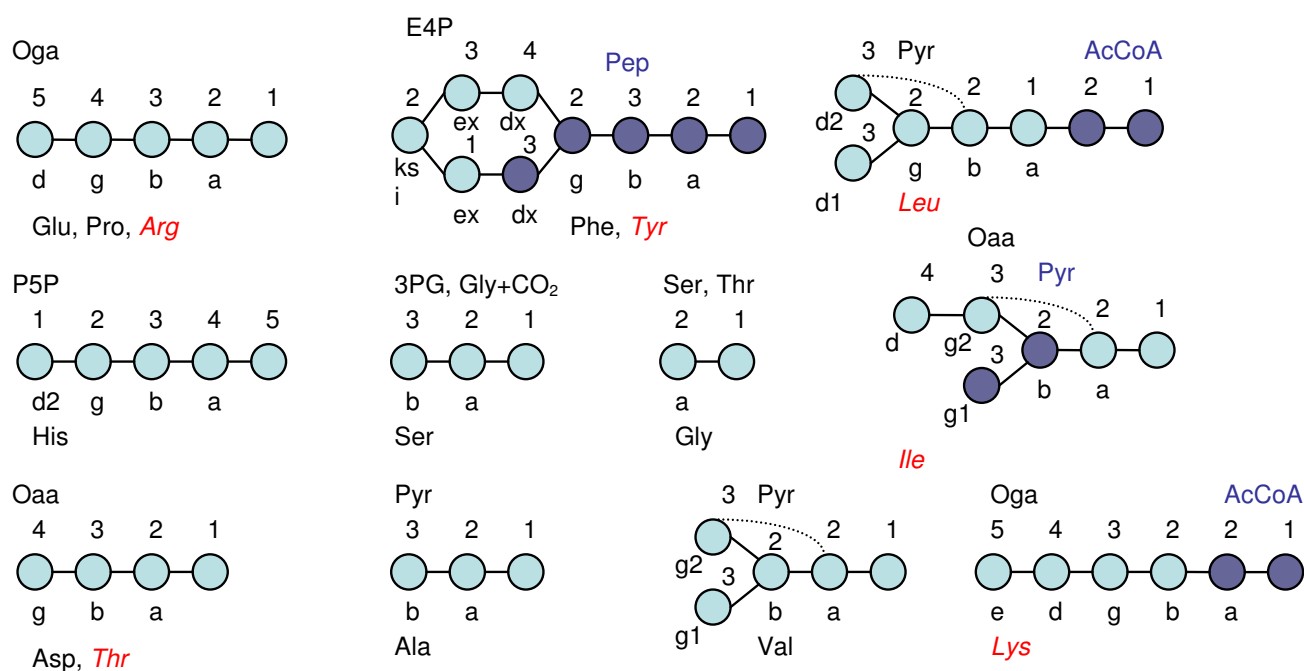 Oga
5 4 3 2 1
d g b a
Glu, Pro, Arg
E4P
3 4
Pep
2 2 3 2 1
ex dx
1 3
ks
i
g b a
ex dx
Phe, Tyr
Pyr
AcCoA
3
2 1 2 1
2
d2
3
g b a
d1
Leu
P5P
1 2 3 4 5
d2 g b a
His
3PG, Gly+CO₂
3 2 1
b a
Ser
Ser, Thr
2 1
a
Gly
Oaa
4 3
Pyr
2 1
2
d g2
3
b a
g1
Ile
Oaa
4 3 2 1
g b a
Asp, Thr
Pyr
3 2 1
b a
Ala
3 Pyr
2 1
2
g2
3
b a
g1
Val
Oga
AcCoA
5 4 3 2 2 1
e d g b a
Lys